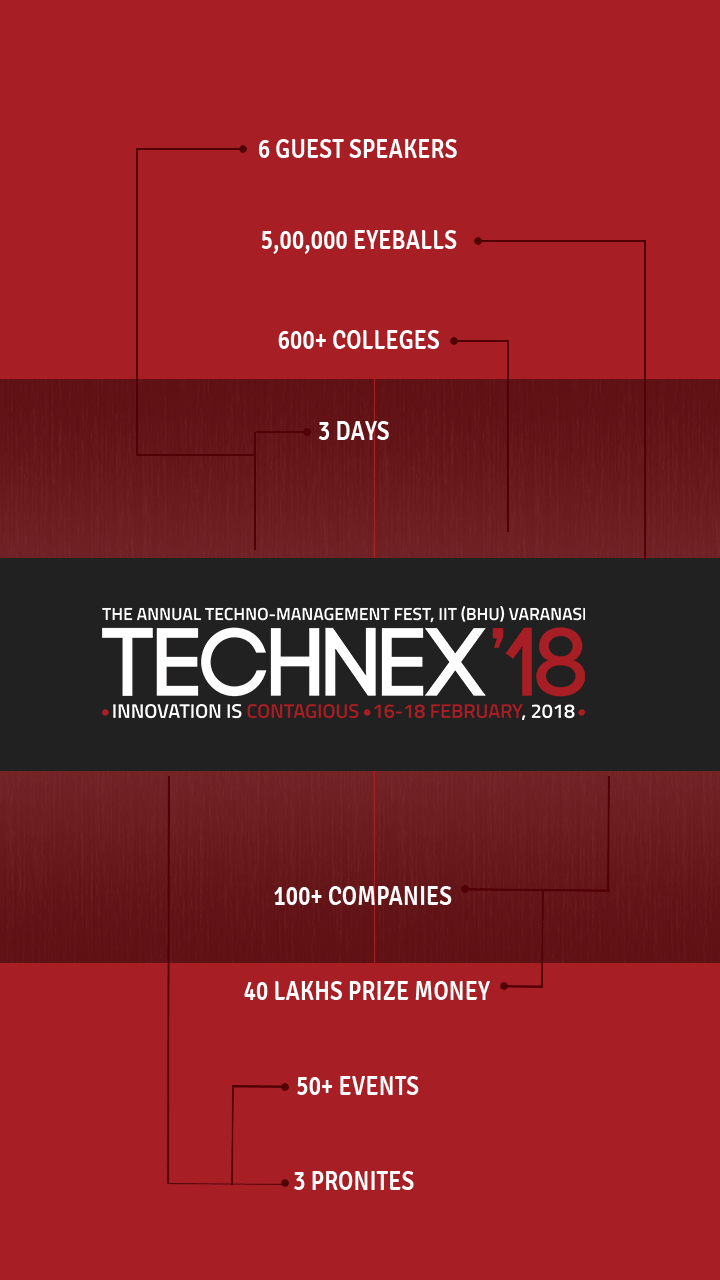 6 GUEST SPEAKERS
5,00,000 EYEBALLS
600+ COLLEGES
3 DAYS
THE ANNUAL TECHNO-MANAGEMENT FEST, IIT (BHU) VARANASI
TECHNEX '18
• INNOVATION IS CONTAGIOUS • 16-18 FEBRUARY, 2018 •
100+ COMPANIES
40 LAKHS PRIZE MONEY
50+ EVENTS
3 PRONITES